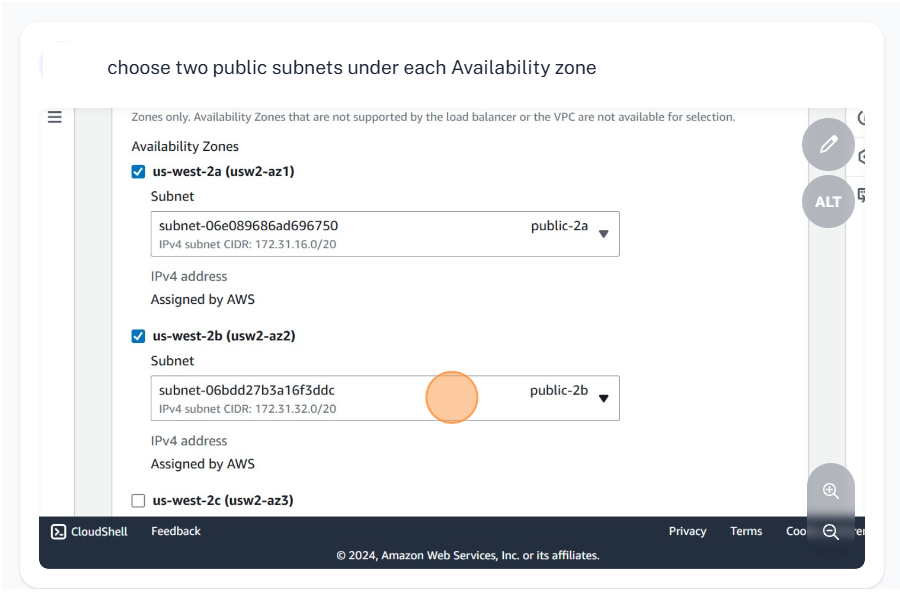 choose two public subnets under each Availability zone
Zones only. Availability Zones that are not supported by the load balancer or the VPC are not available for selection.
Availability Zones
us-west-2a (usw2-az1)
Subnet
subnet-06e089686ad696750 public-2a
IPv4 subnet CIDR: 172.31.16.0/20
ALT
IPv4 address
Assigned by AWS
us-west-2b (usw2-az2)
Subnet
subnet-06bdd27b3a16f3ddc public-2b
IPv4 subnet CIDR: 172.31.32.0/20
IPv4 address
Assigned by AWS
us-west-2c (usw2-az3)
CloudShell Feedback Privacy Terms
© 2024, Amazon Web Services, Inc. or its affiliates.